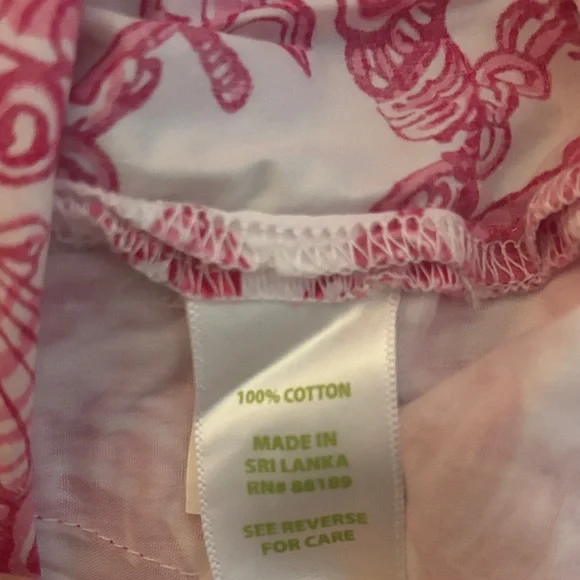 100% COTTON
MADE IN
SRI LANKA
RN# 88189
SEE REVERSE
FOR CARE